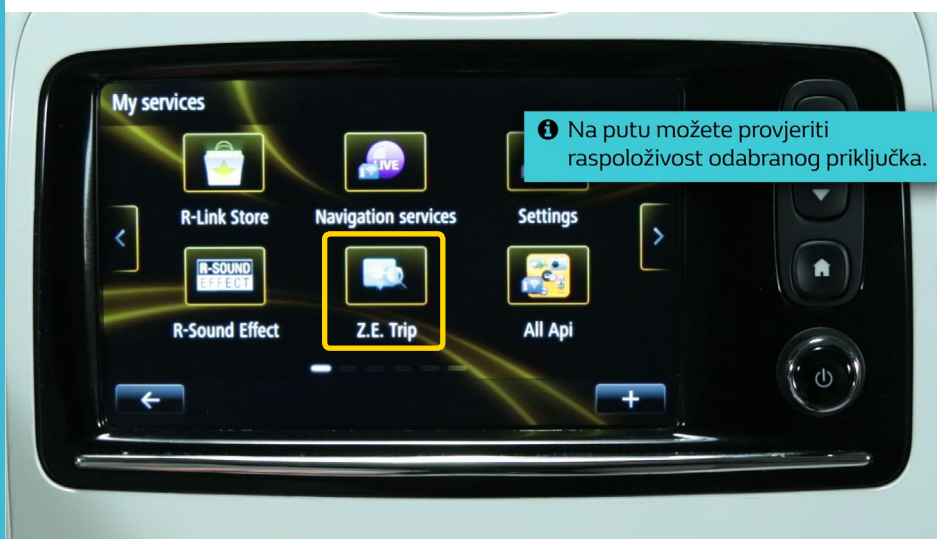 My services
Na putu možete provjeriti
raspoloživost odabranog priključka.
LIVE
R-Link Store
Navigation services
Settings
R-SOUND
EFFECT
R-Sound Effect
Z.E. Trip
All Api